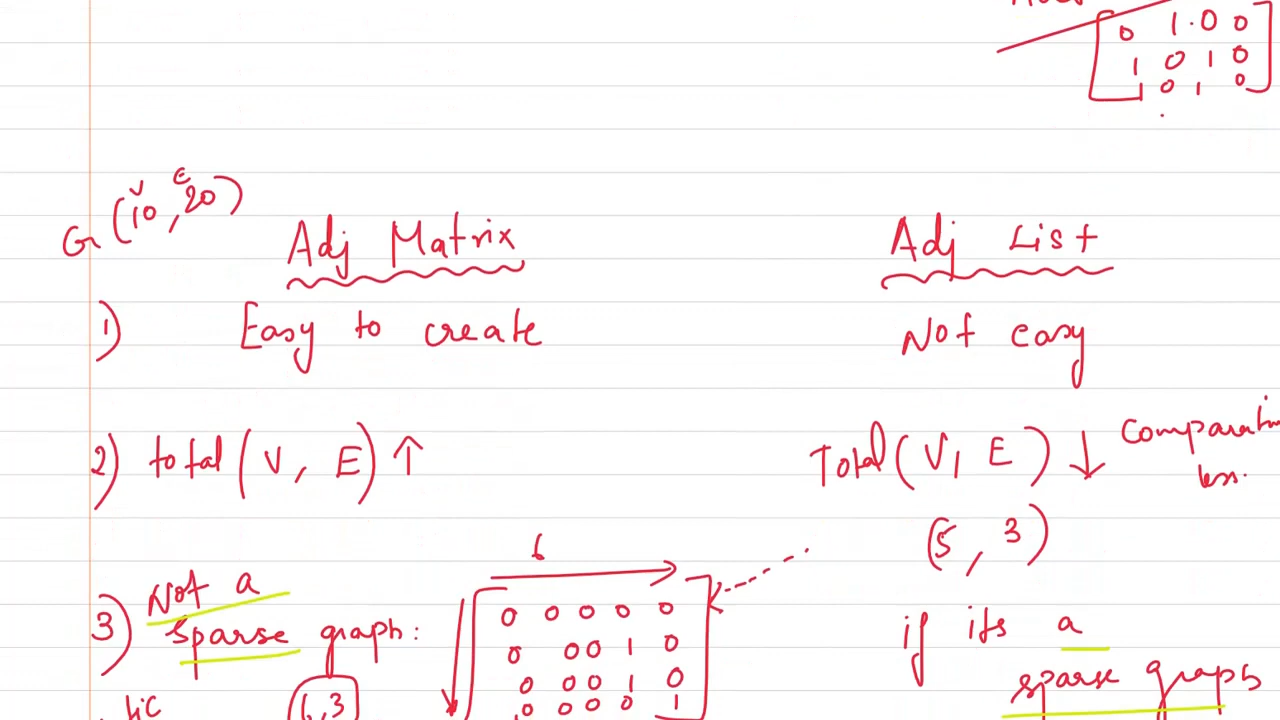 0 1 0 0
1 0 1 0
1 0 1 0
V E
G (10, 20)
Adj Matrix Adj List
1) Easy to create Not easy
2) total (V, E) ↑ Total (V, E) ↓
less.
6 (5, 3)
3) Not a
sparse graph: if its a
sparse graph
0 0 0 0 0
0 0 0 1 0
0 0 0 1 0
0 0 0 0 1